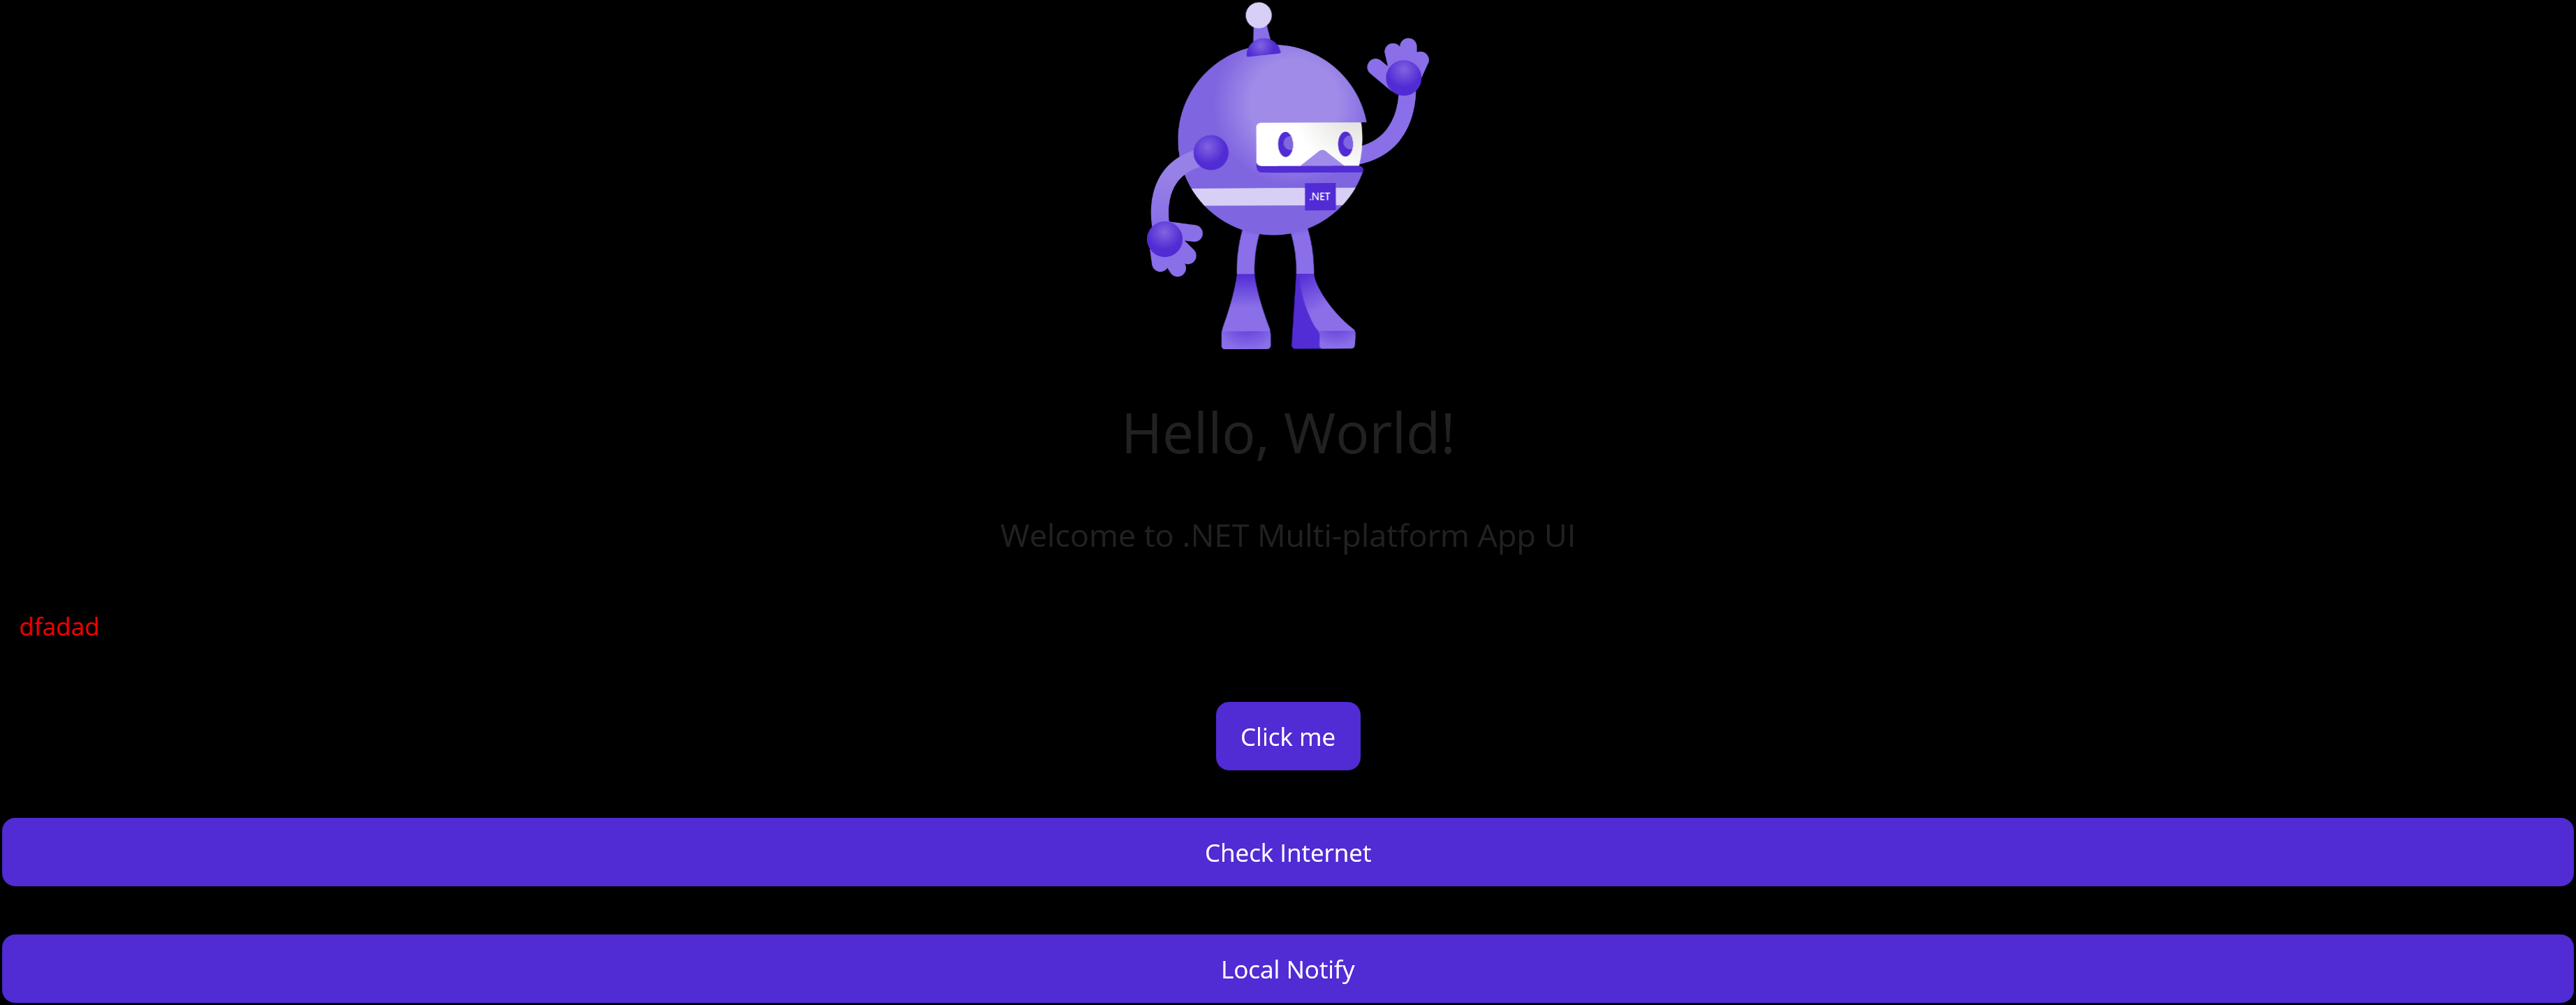 .NET
Hello, World!
Welcome to .NET Multi-platform App UI
dfadad
Click me
Check Internet
Local Notify